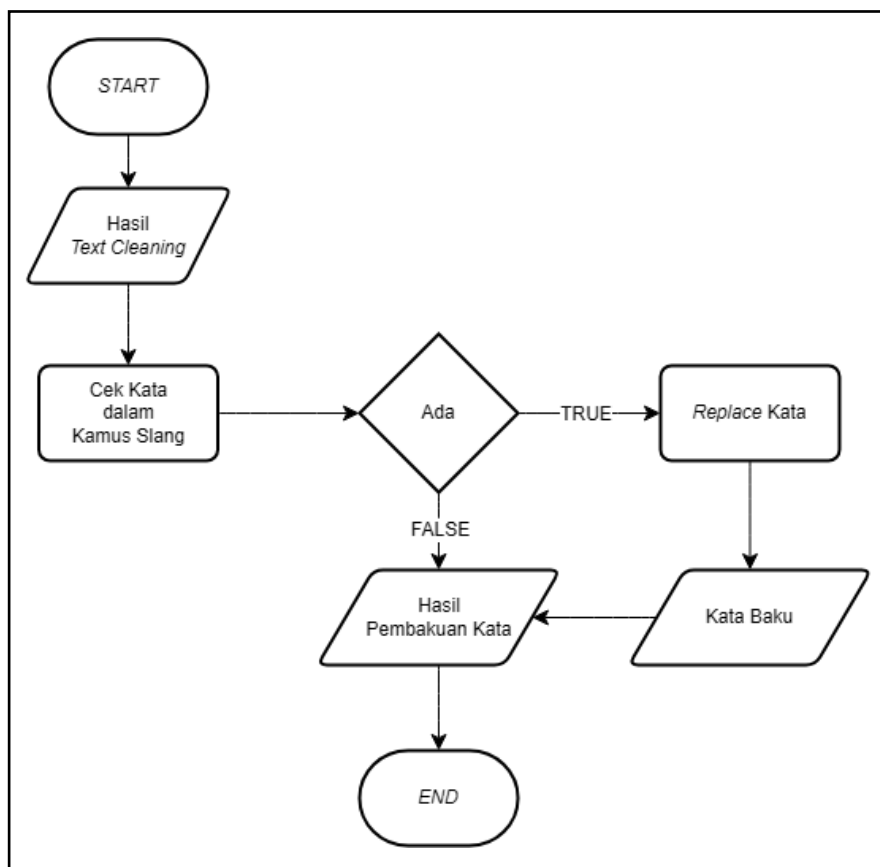 START
Hasil
Text Cleaning
Cek Kata
dalam
Kamus Slang
Ada
TRUE
Replace Kata
FALSE
Hasil
Pembakuan Kata
Kata Baku
END